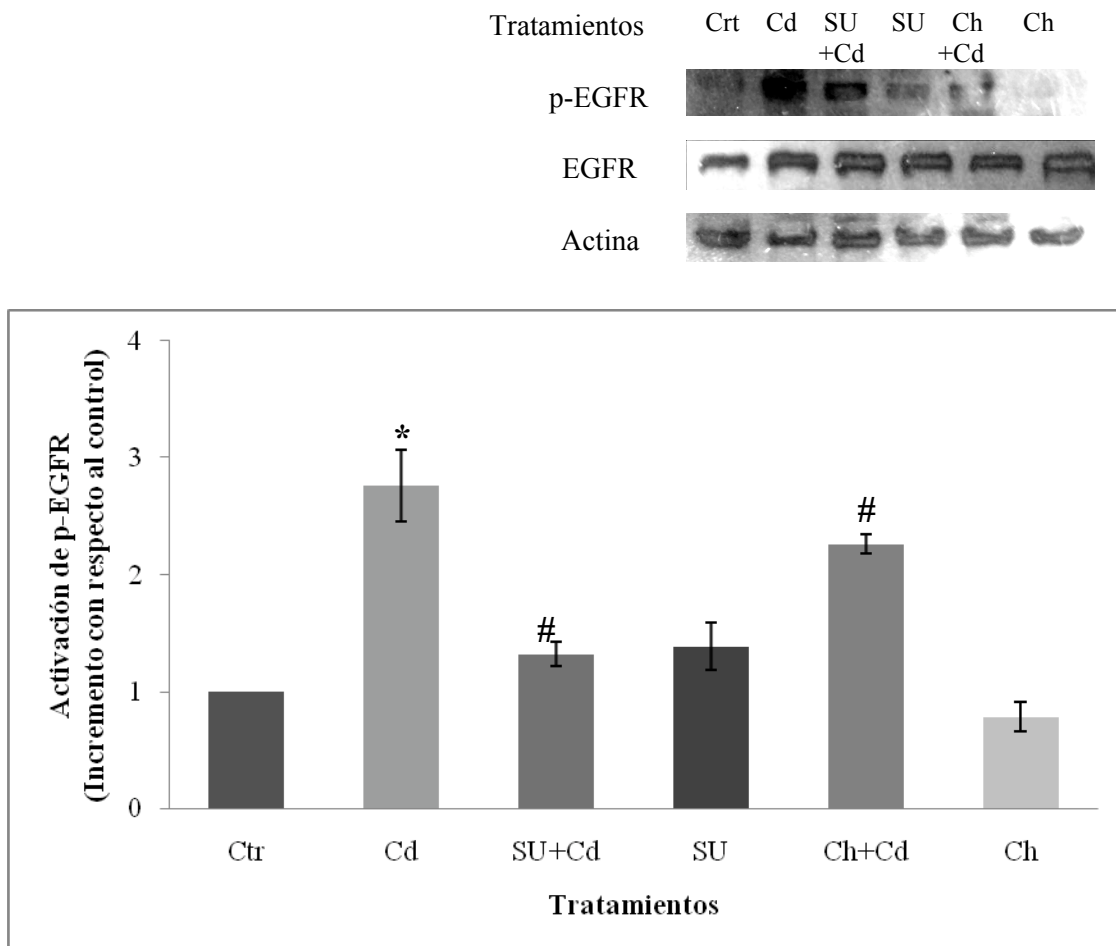 Tratamientos Crt Cd SU SU Ch Ch
+Cd +Cd
p-EGFR
EGFR
Actina
Activación de p-EGFR
(Incremento con respecto al control)
4
3
2
1
0
*
#
#
Ctr Cd SU+Cd SU Ch+Cd Ch
Tratamientos